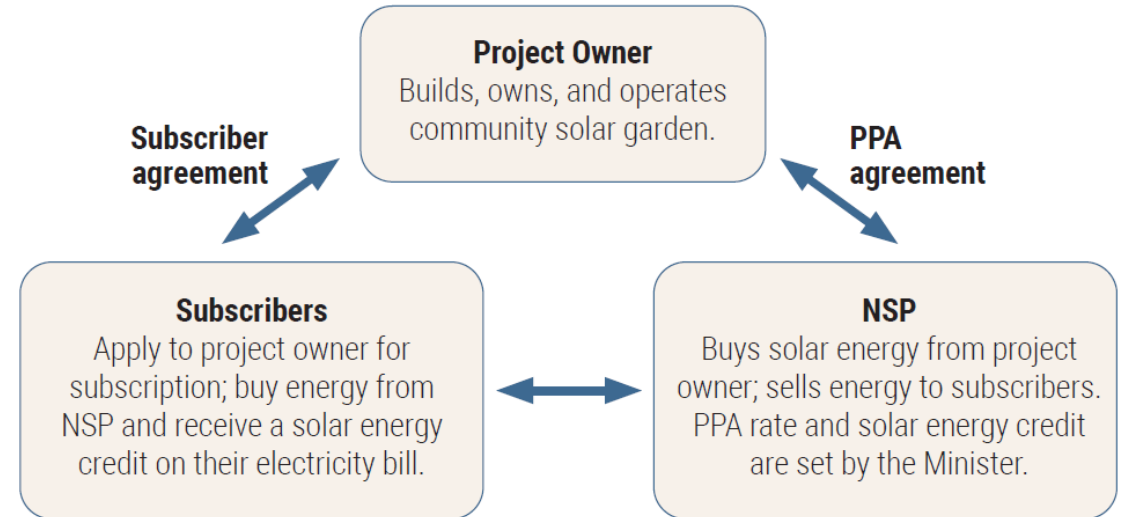 Project Owner
Builds, owns, and operates
community solar garden.
Subscriber
agreement
PPA
agreement
Subscribers
Apply to project owner for
subscription; buy energy from
NSP and receive a solar energy
credit on their electricity bill.
NSP
Buys solar energy from project
owner; sells energy to subscribers.
PPA rate and solar energy credit
are set by the Minister.